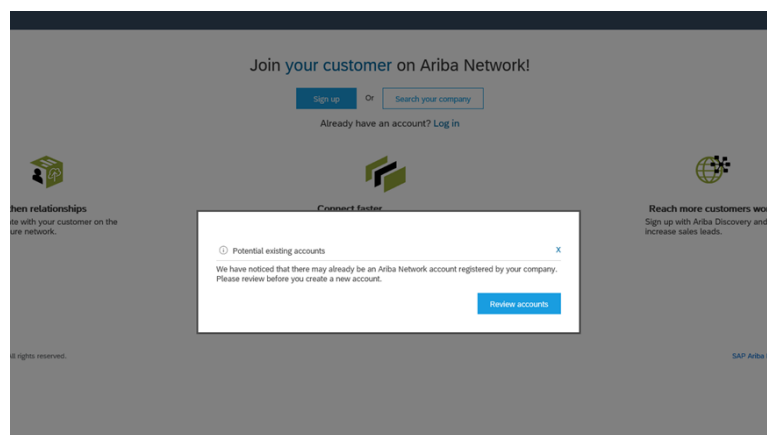 Join your customer on Ariba Network!
Sign up Or Search your company
Already have an account? Log in
then relationships
Connect faster
Reach more customers wo
te with your customer on the
ure network.
Sign up with Ariba Discovery and
increase sales leads.
Potential existing accounts X
We have noticed that there may already be an Ariba Network account registered by your company.
Please review before you create a new account.
Review accounts
ll rights reserved.
SAP Ariba